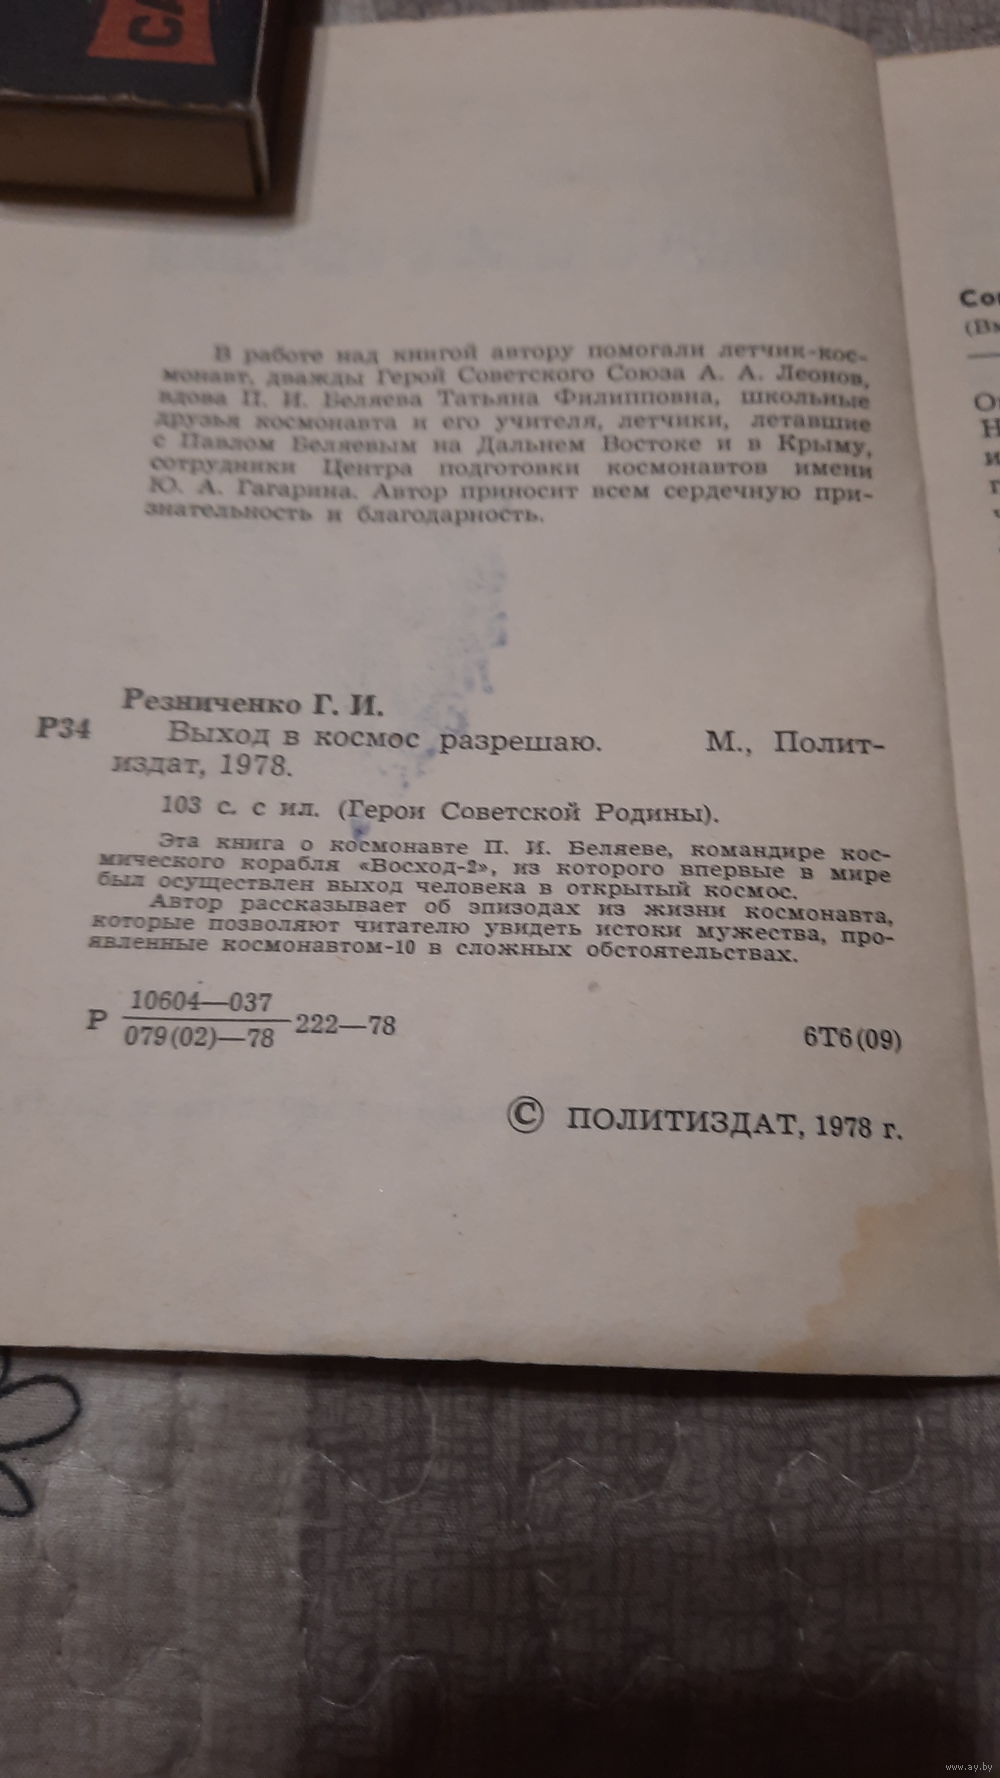 СА
В работе над книгой автору помогали летчик-кос-
монавт, дважды Герой Советского Союза А. А. Леонов,
вдова П. И. Беляева Татьяна Филипповна, школьные
друзья космонавта и его учителя, летчики, летавшие
с Павлом Беляевым на Дальнем Востоке и в Крыму,
сотрудники Центра подготовки космонавтов имени
Ю. А. Гагарина. Автор приносит всем сердечную при-
знательность и благодарность.
Резниченко Г. И.
Р34 Выход в космос разрешаю. М., Полит-
издат, 1978.
103 с. с ил. (Герои Советской Родины).
Эта книга о космонавте П. И. Беляеве, командире кос-
мического корабля «Восход-2», из которого впервые в мире
был осуществлен выход человека в открытый космос.
Автор рассказывает об эпизодах из жизни космонавта,
которые позволяют читателю увидеть истоки мужества, про-
явленные космонавтом-10 в сложных обстоятельствах.
Р 10604—037
079(02)—78 222—78 6Т6(09)
© ПОЛИТИЗДАТ, 1978 г.
www.ay.by